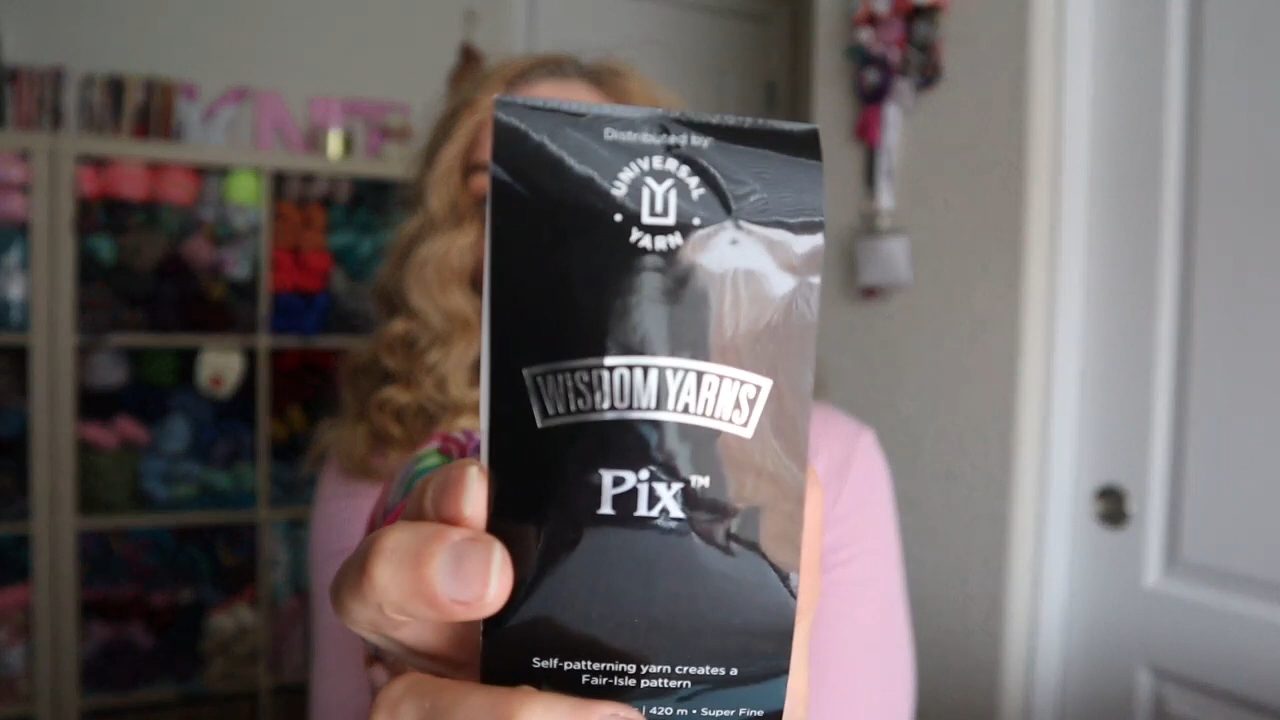 Distributed by:
UNIVERSAL
YARN
WISDOM YARNS
Pix™
Self-patterning yarn creates a
Fair-Isle pattern
| 420 m • Super Fine